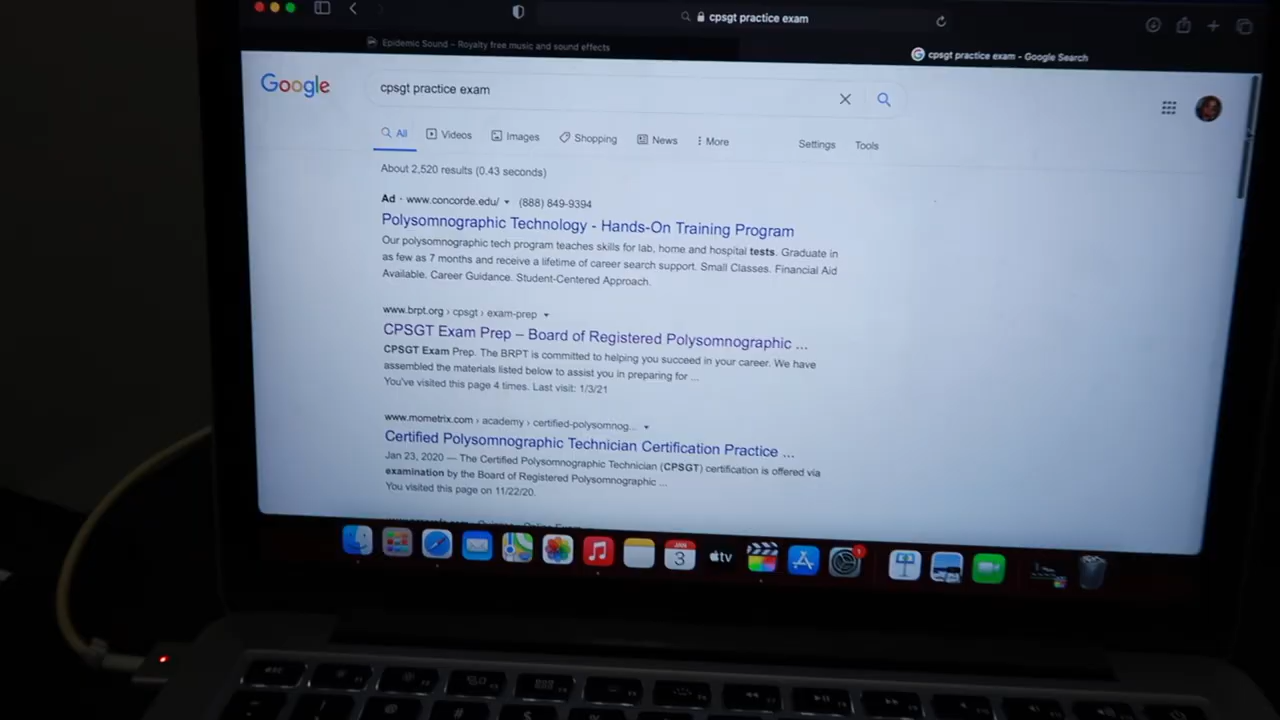 cpsgt practice exam
Epidemic Sound – Royalty free music and sound effects
cpsgt practice exam - Google Search
Google
cpsgt practice exam
All Videos Images Shopping News More Settings Tools
About 2,520 results (0.43 seconds)
Ad · www.concorde.edu/ (888) 849-9394
Polysomnographic Technology - Hands-On Training Program
Our polysomnographic tech program teaches skills for lab, home and hospital tests. Graduate in
as few as 7 months and receive a lifetime of career search support. Small Classes. Financial Aid
Available. Career Guidance. Student-Centered Approach.
www.brpt.org › cpsgt › exam-prep
CPSGT Exam Prep – Board of Registered Polysomnographic ...
CPSGT Exam Prep. The BRPT is committed to helping you succeed in your career. We have
assembled the materials listed below to assist you in preparing for ...
You've visited this page 4 times. Last visit: 1/3/21
www.mometrix.com › academy › certified-polysomnog...
Certified Polysomnographic Technician Certification Practice ...
Jan 23, 2020 — The Certified Polysomnographic Technician (CPSGT) certification is offered via
examination by the Board of Registered Polysomnographic ...
You visited this page on 11/22/20.
JAN
3
tv
1
esc